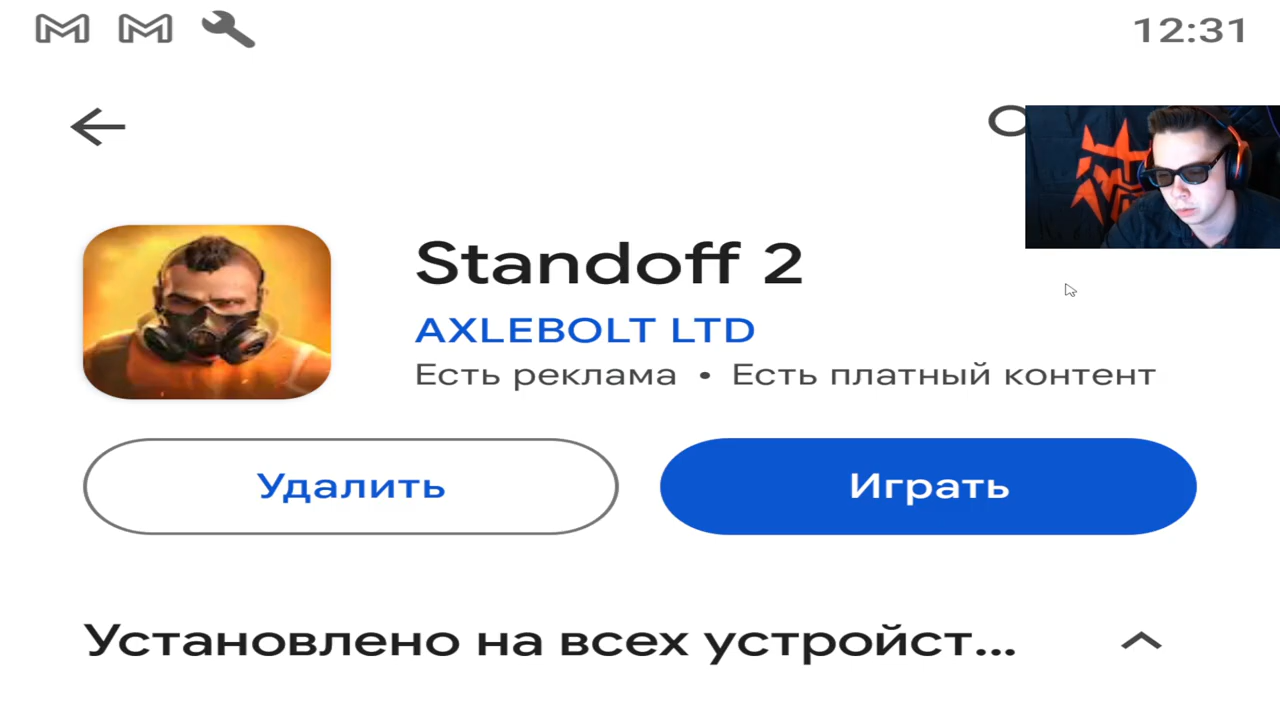 12:31
Standoff 2
AXLEBOLT LTD
Есть реклама • Есть платный контент
Удалить
Играть
Установлено на всех устройст...